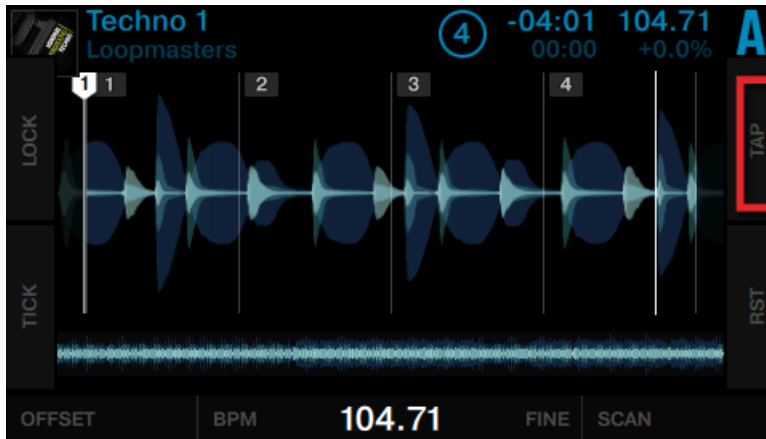 Techno 1
Loopmasters
4
-04:01 104.71
00:00 +0.0%
A
LOCK
TAP
1 1 2 3 4
TICK
RST
OFFSET BPM 104.71 FINE SCAN